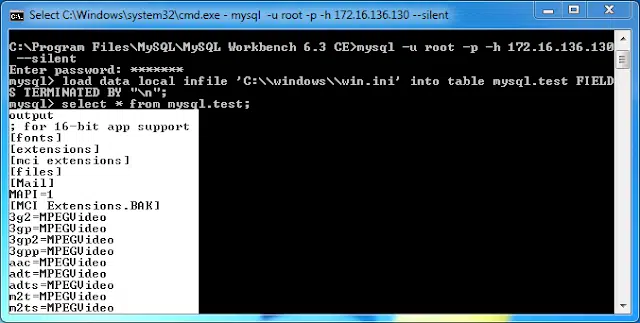 Select C:\Windows\system32\cmd.exe - mysql -u root -p -h 172.16.136.130 --silent
C:\Program Files\MySQL\MySQL Workbench 6.3 CE>mysql -u root -p -h 172.16.136.130
--silent
Enter password: *******
mysql> load data local infile 'C:\\windows\\win.ini' into table mysql.test FIELD
S TERMINATED BY "\n";
mysql> select * from mysql.test;
output
; for 16-bit app support
[fonts]
[extensions]
[mci extensions]
[files]
[Mail]
MAPI=1
[MCI Extensions.BAK]
3g2=MPEGVideo
3gp=MPEGVideo
3gp2=MPEGVideo
3gpp=MPEGVideo
aac=MPEGVideo
adt=MPEGVideo
adts=MPEGVideo
m2t=MPEGVideo
m2ts=MPEGVideo